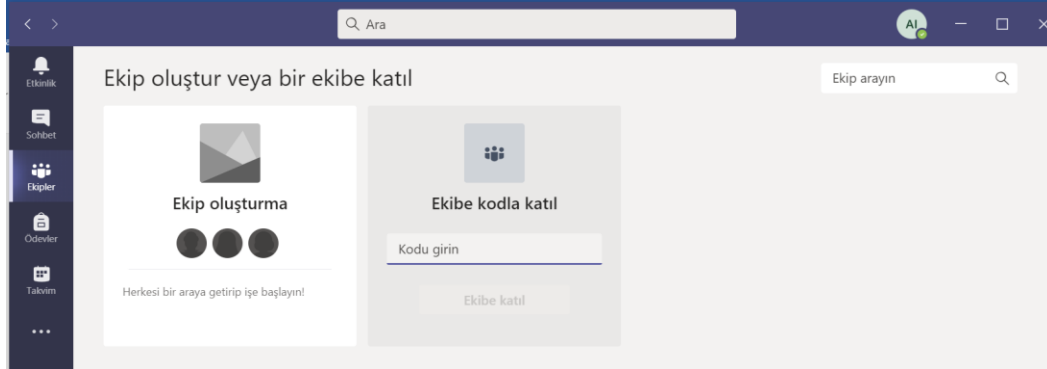 Ara
AI
Etkinlik
Sohbet
Ekipler
Ödevler
Takvim
Ekip oluştur veya bir ekibe katıl
Ekip arayın
Ekip oluşturma
Herkesi bir araya getirip işe başlayın!
Ekibe kodla katıl
Kodu girin
Ekibe katıl